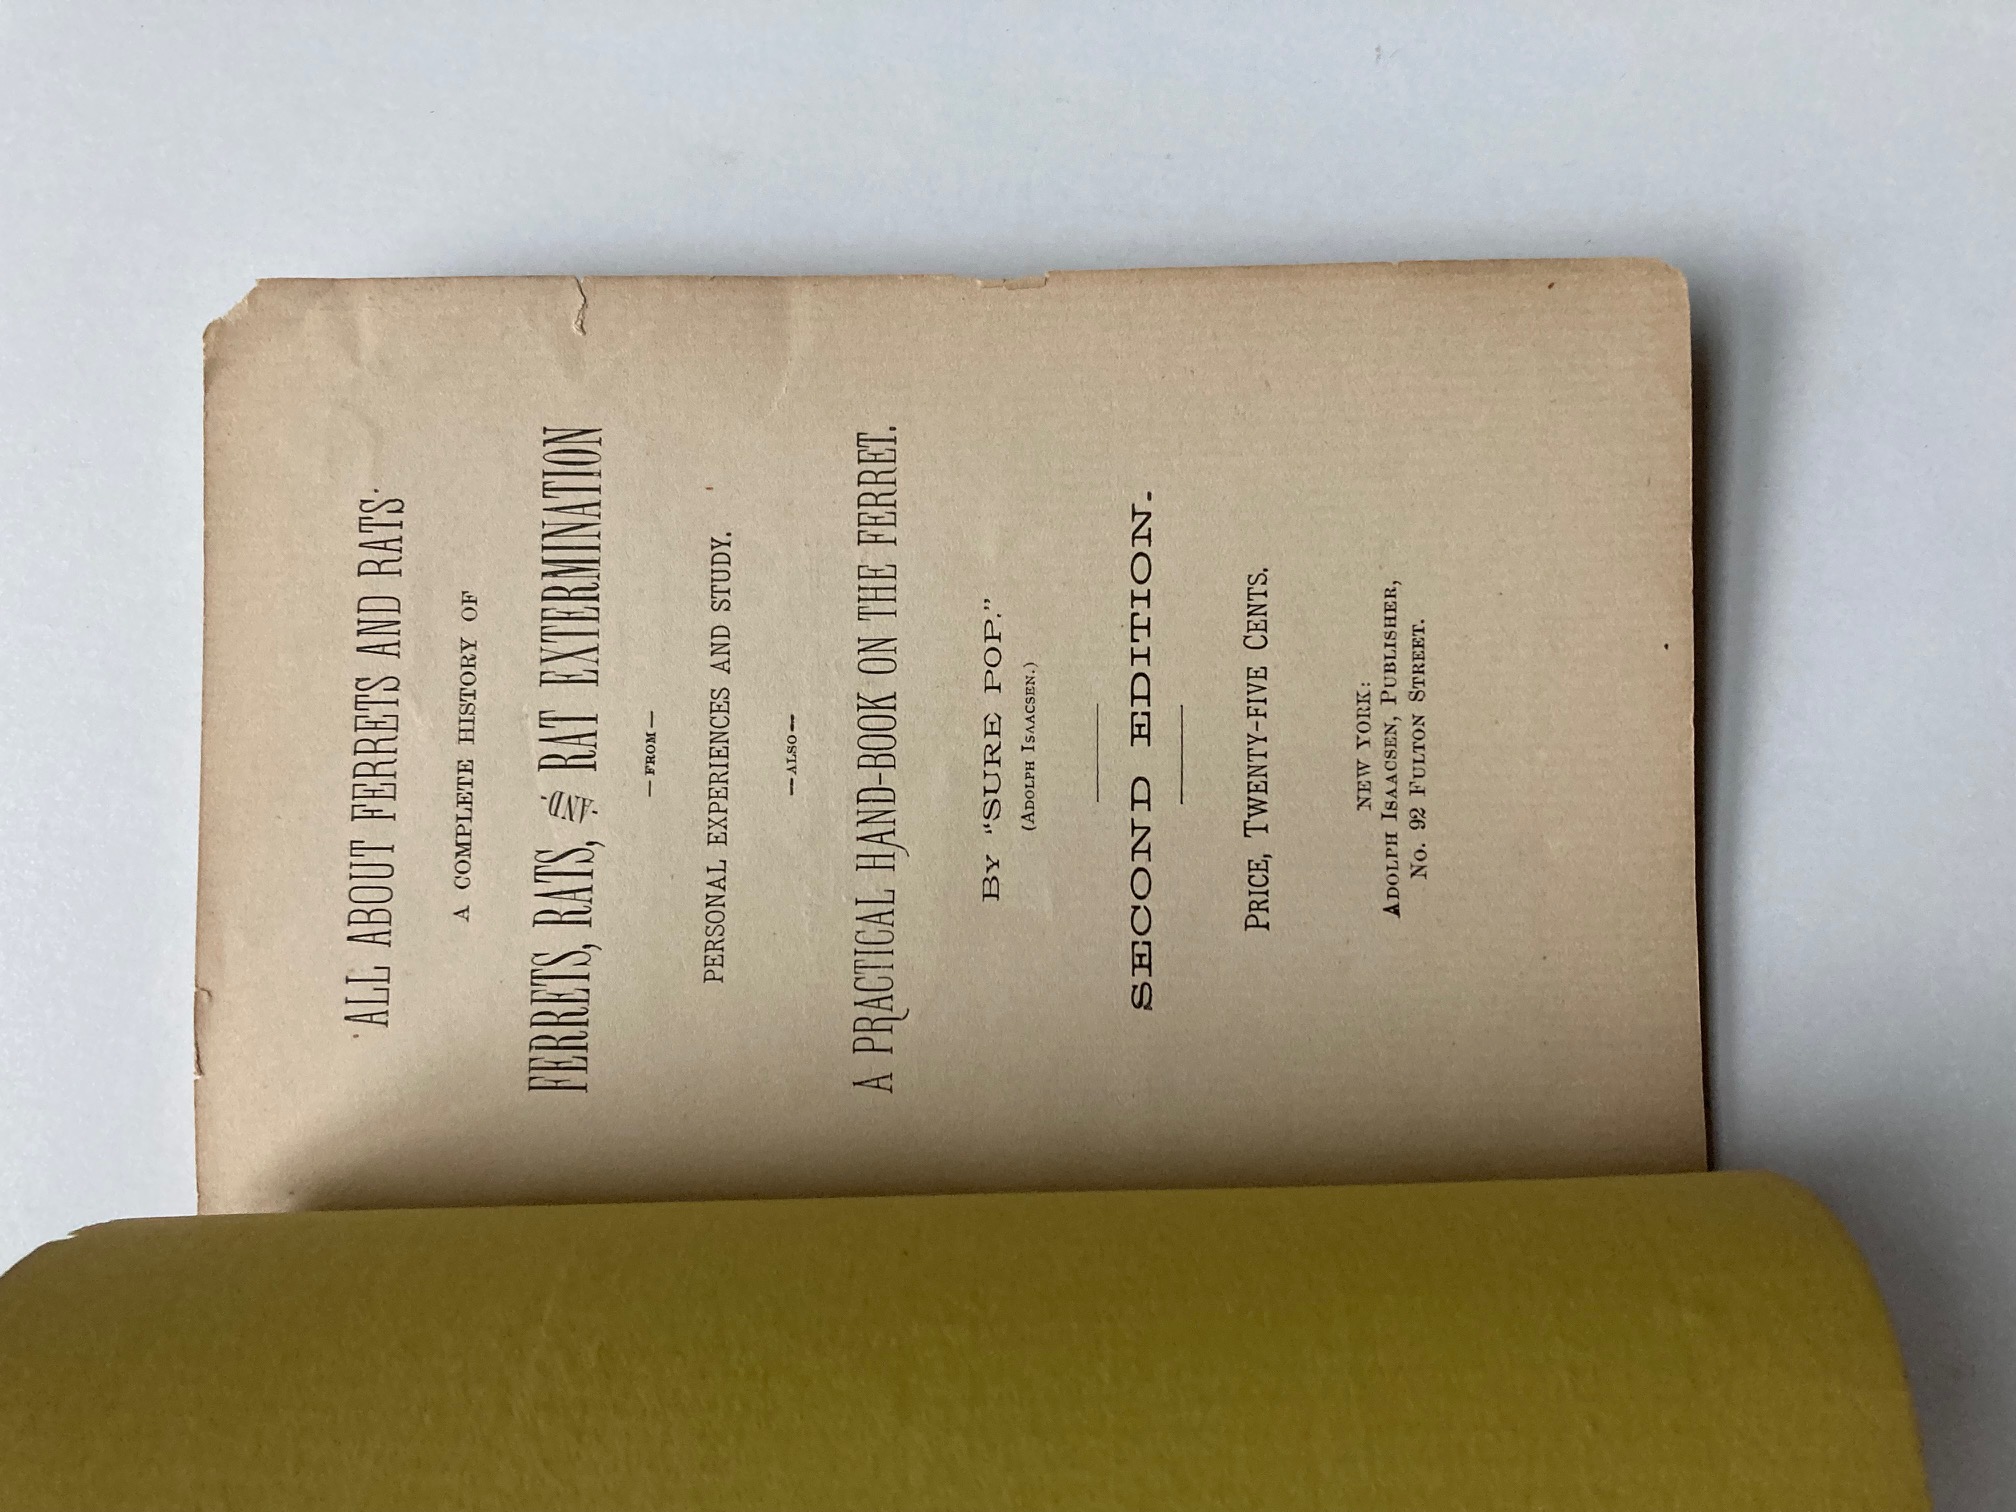 ALL ABOUT FERRETS AND RATS.
A COMPLETE HISTORY OF
FERRETS, RATS, AND RAT EXTERMINATION
—FROM—
PERSONAL EXPERIENCES AND STUDY.
—ALSO—
A PRACTICAL HAND-BOOK ON THE FERRET.
BY "SURE POP."
(ADOLPH ISAACSEN.)
SECOND EDITION.
PRICE, TWENTY-FIVE CENTS.
NEW YORK:
ADOLPH ISAACSEN, PUBLISHER,
No. 92 FULTON STREET.